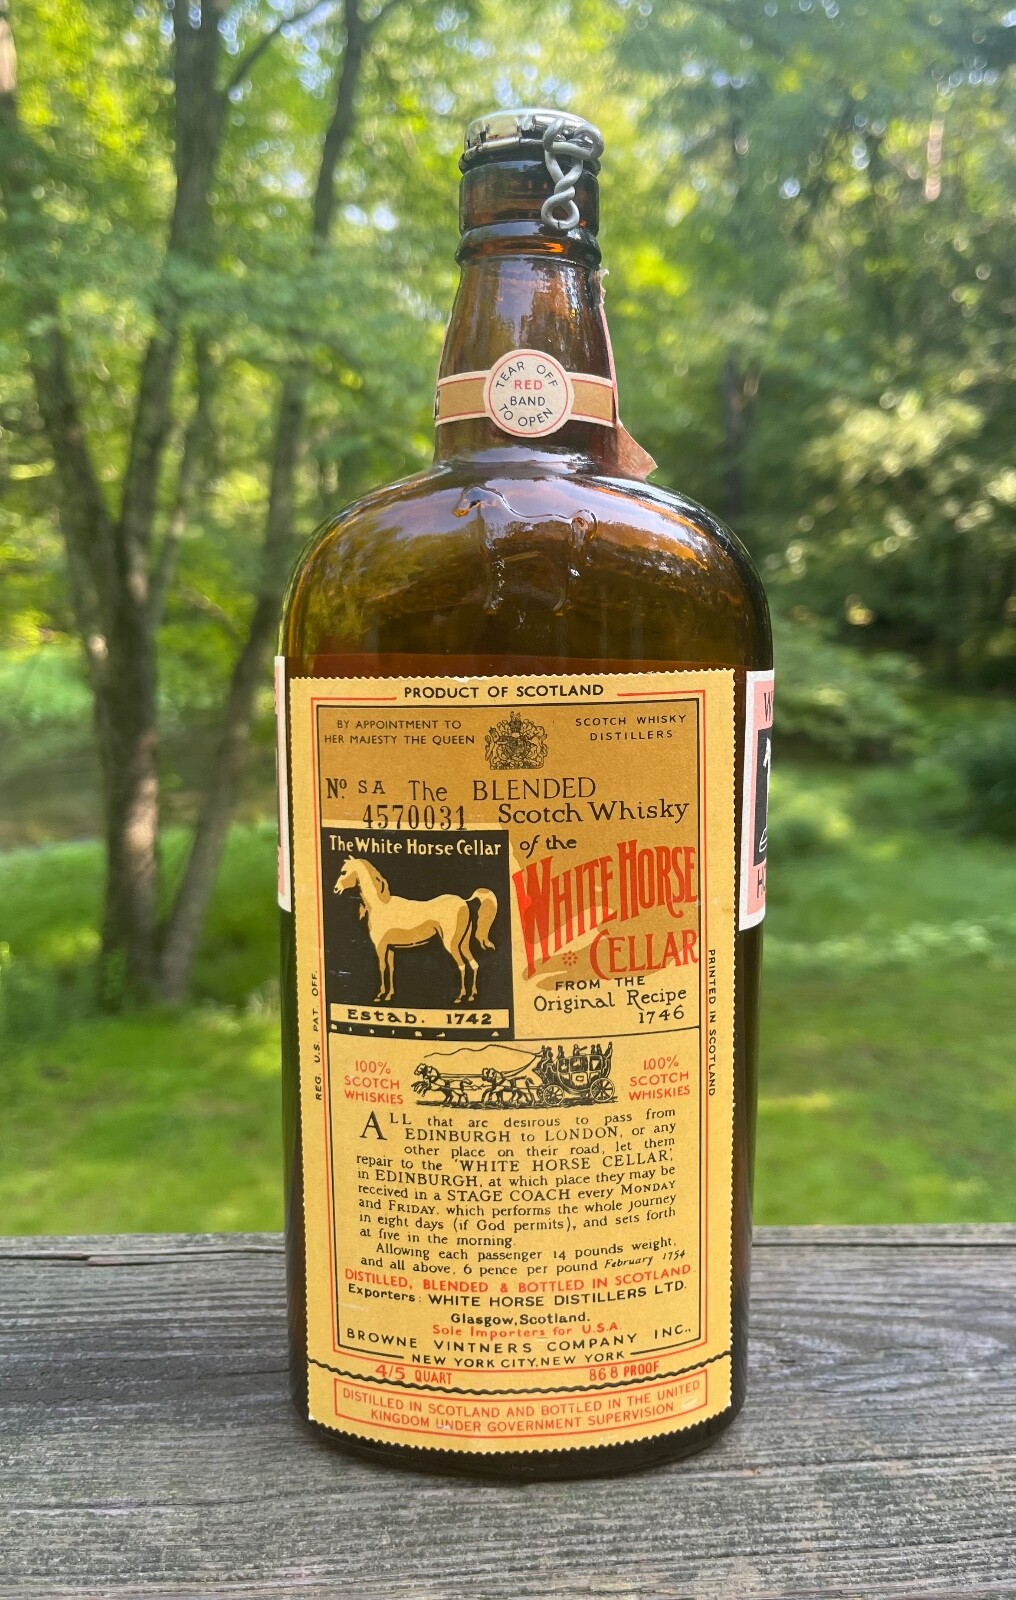 TEAR OFF
RED
BAND
TO OPEN
PRODUCT OF SCOTLAND
BY APPOINTMENT TO
HER MAJESTY THE QUEEN
SCOTCH WHISKY
DISTILLERS
No. SA The BLENDED
4570031 Scotch Whisky
of the
The White Horse Cellar
WHITE HORSE
CELLAR
FROM THE
Original Recipe
1746
Estab. 1742
REG. U.S. PAT. OFF.
PRINTED IN SCOTLAND
100%
SCOTCH
WHISKIES
100%
SCOTCH
WHISKIES
ALL that are desirous to pass from
EDINBURGH to LONDON, or any
other place on their road, let them
repair to the 'WHITE HORSE CELLAR',
in EDINBURGH, at which place they may be
received in a STAGE COACH every MONDAY
and FRIDAY, which performs the whole journey
in eight days (if God permits), and sets forth
at five in the morning.
Allowing each passenger 14 pounds weight,
and all above, 6 pence per pound February 1754
DISTILLED, BLENDED & BOTTLED IN SCOTLAND.
Exporters: WHITE HORSE DISTILLERS LTD.
Glasgow, Scotland.
Sole Importers for U.S.A.
BROWNE VINTNERS COMPANY INC.,
NEW YORK CITY, NEW YORK
4/5 QUART 86.8 PROOF
DISTILLED IN SCOTLAND AND BOTTLED IN THE UNITED
KINGDOM UNDER GOVERNMENT SUPERVISION